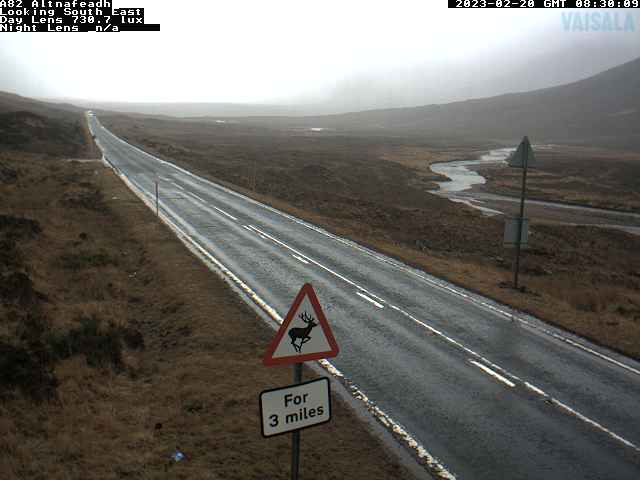 A82 Altnafeadh
Looking South East
Day Lens 730.7 lux
Night Lens n/a
2023-02-20 GMT 08:30:09
VAISALA
For
3 miles